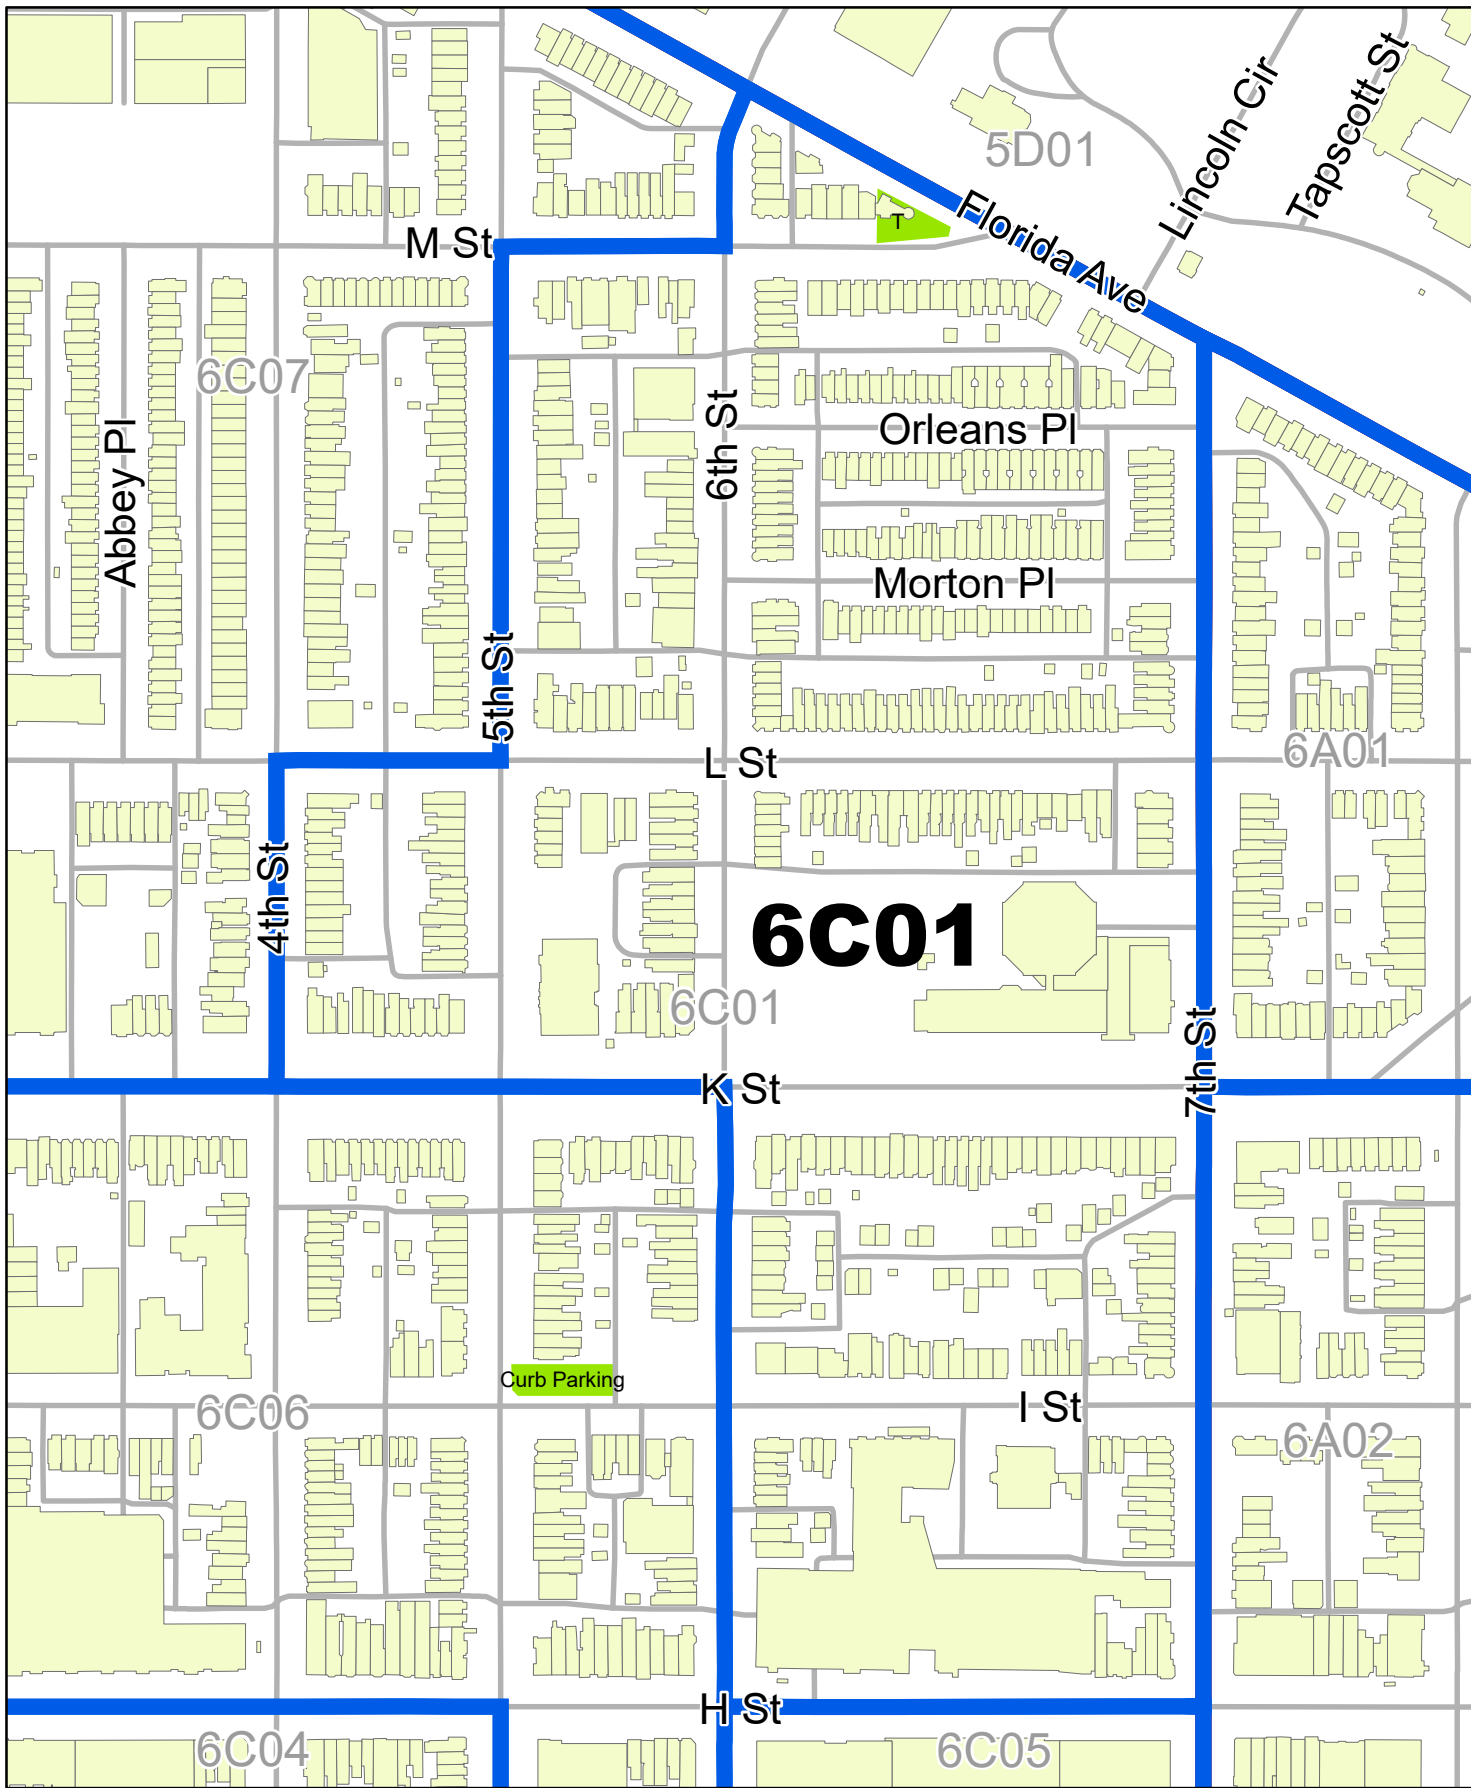 5D01
Lincoln Cir
Tapscott St
T
Florida Ave
M St
6C07
Abbey Pl
6th St
Orleans Pl
Morton Pl
5th St
L St
6A01
4th St
6C01
6C01
7th St
K St
Curb Parking
6C06
I St
6A02
H St
6C04
6C05